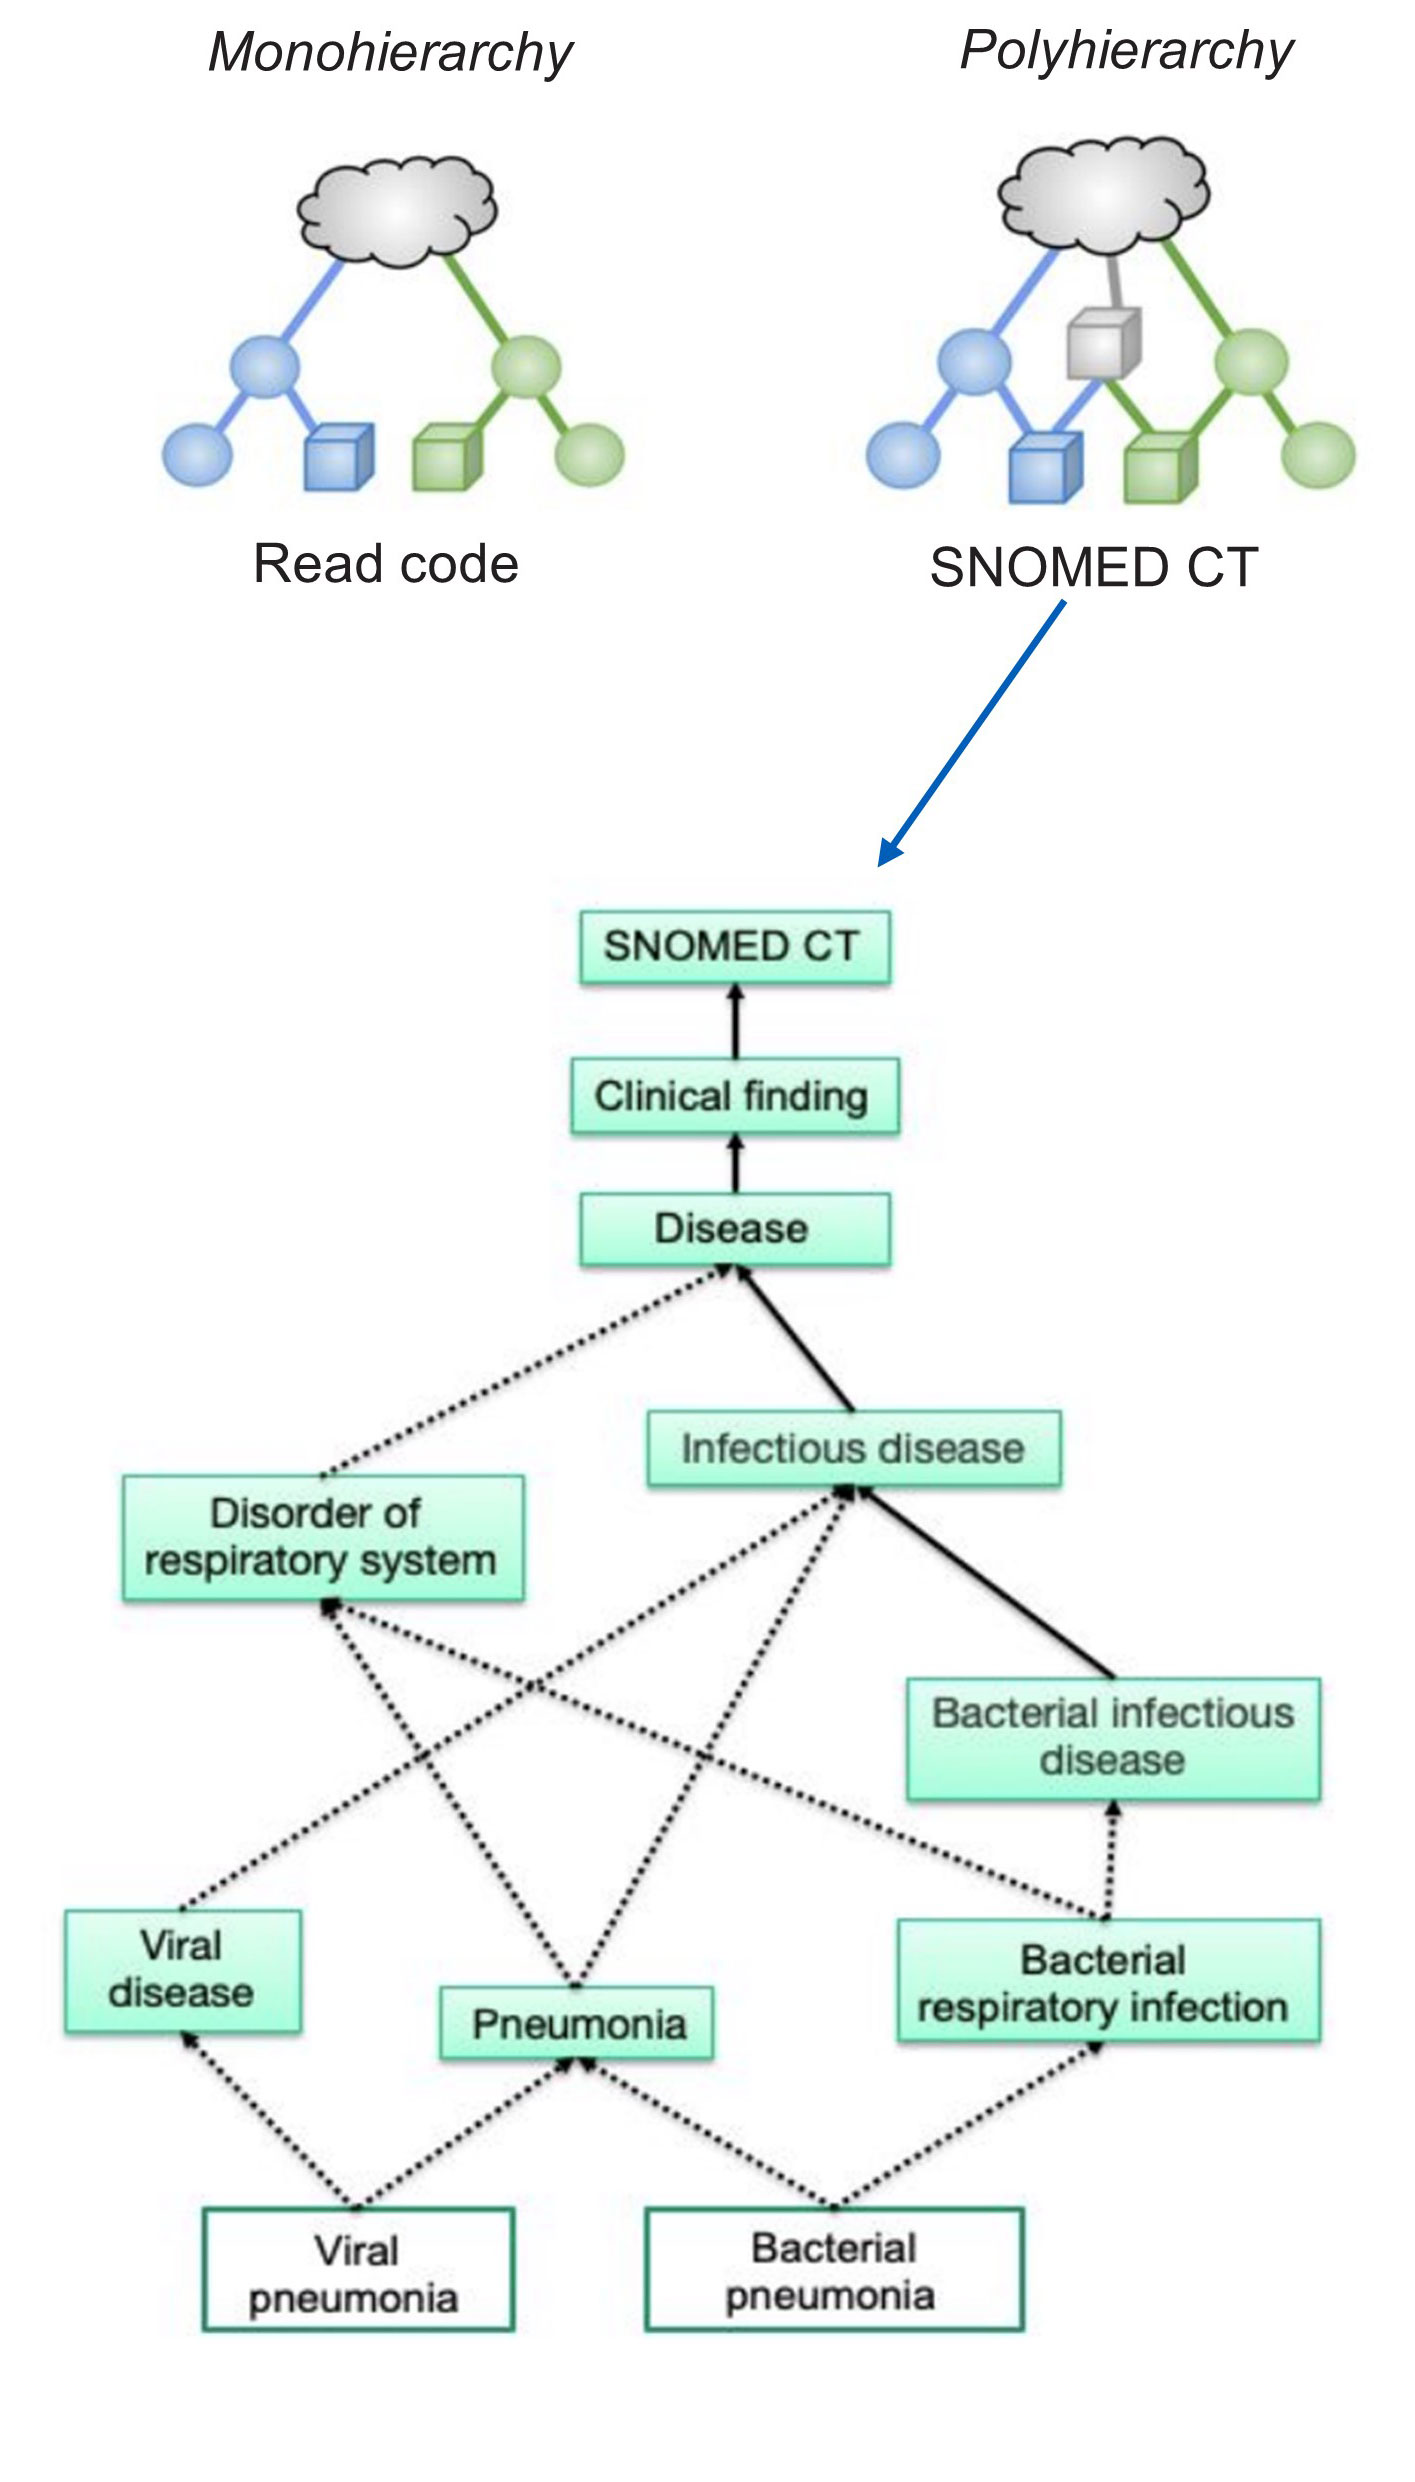 Monohierarchy
Polyhierarchy
Read code
SNOMED CT
SNOMED CT
Clinical finding
Disease
Infectious disease
Disorder of
respiratory system
Bacterial infectious
disease
Viral
disease
Pneumonia
Bacterial
respiratory infection
Viral
pneumonia
Bacterial
pneumonia